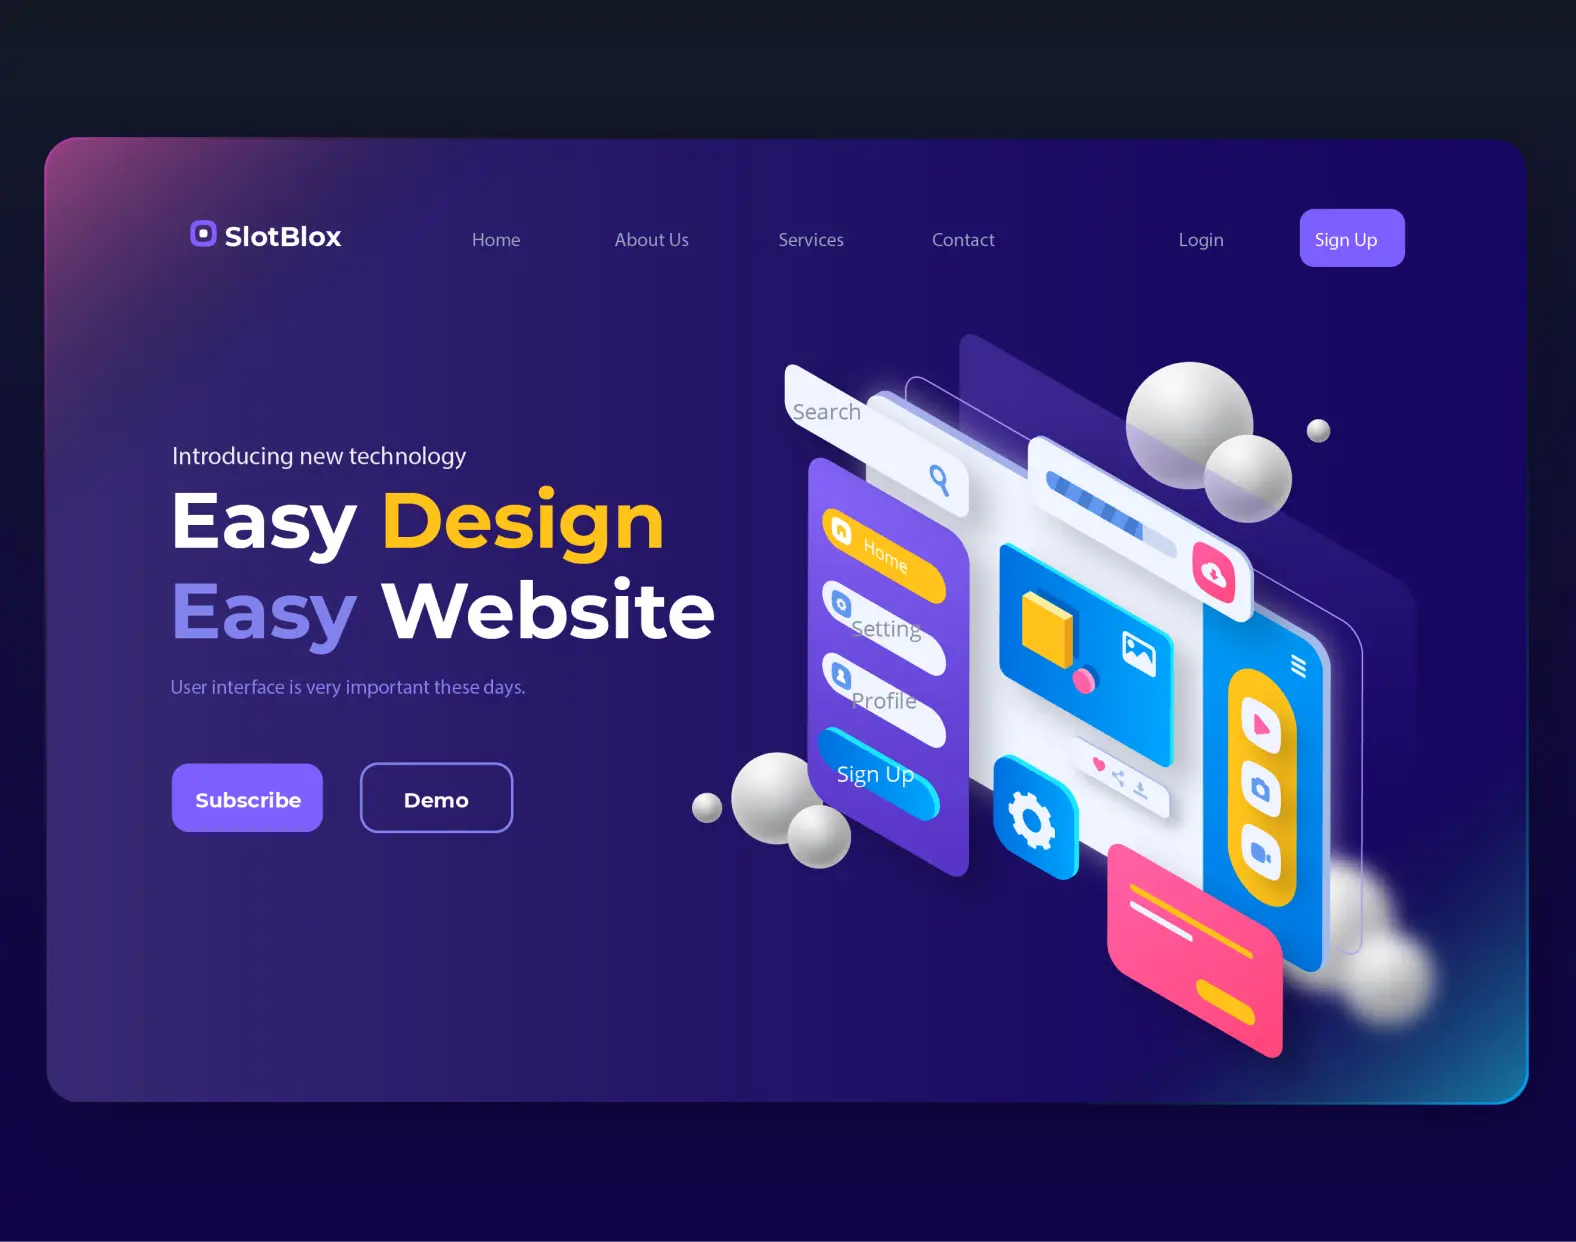 SlotBlox
Home
About Us
Services
Contact
Login
Sign Up
Introducing new technology
Easy Design
Easy Website
User interface is very important these days.
Subscribe
Demo
Search
Home
Setting
Profile
Sign Up